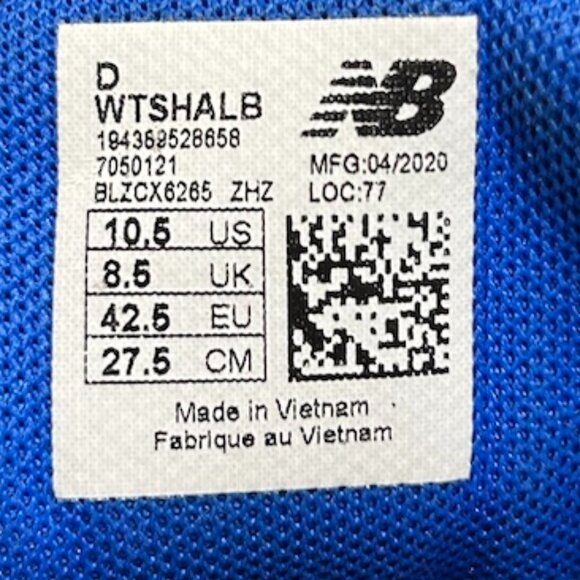 D
WTSHALB
194369528658
7050121
BLZCX6265 ZHZ
NB
MFG:04/2020
LOC:77
10.5 US
8.5 UK
42.5 EU
27.5 CM
Made in Vietnam
Fabrique au Vietnam